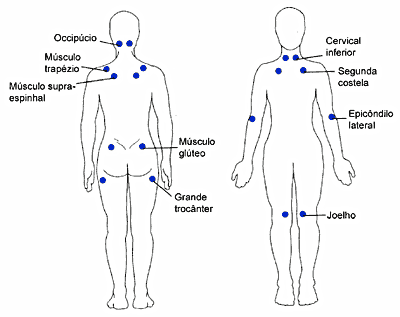 Occipúcio
Músculo
trapézio
Músculo supra-
espinhal
Músculo
glúteo
Grande
trocânter
Cervical
inferior
Segunda
costela
Epicôndilo
lateral
Joelho